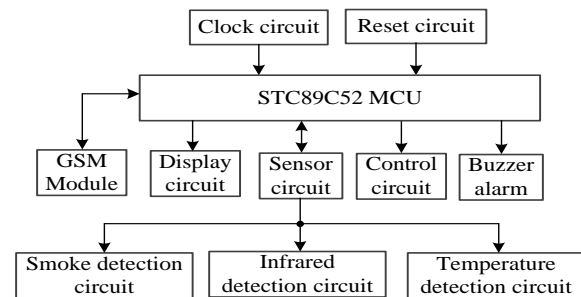 Clock circuit
Reset circuit
STC89C52 MCU
GSM
Module
Display
circuit
Sensor
circuit
Control
circuit
Buzzer
alarm
Smoke detection
circuit
Infrared
detection circuit
Temperature
detection circuit